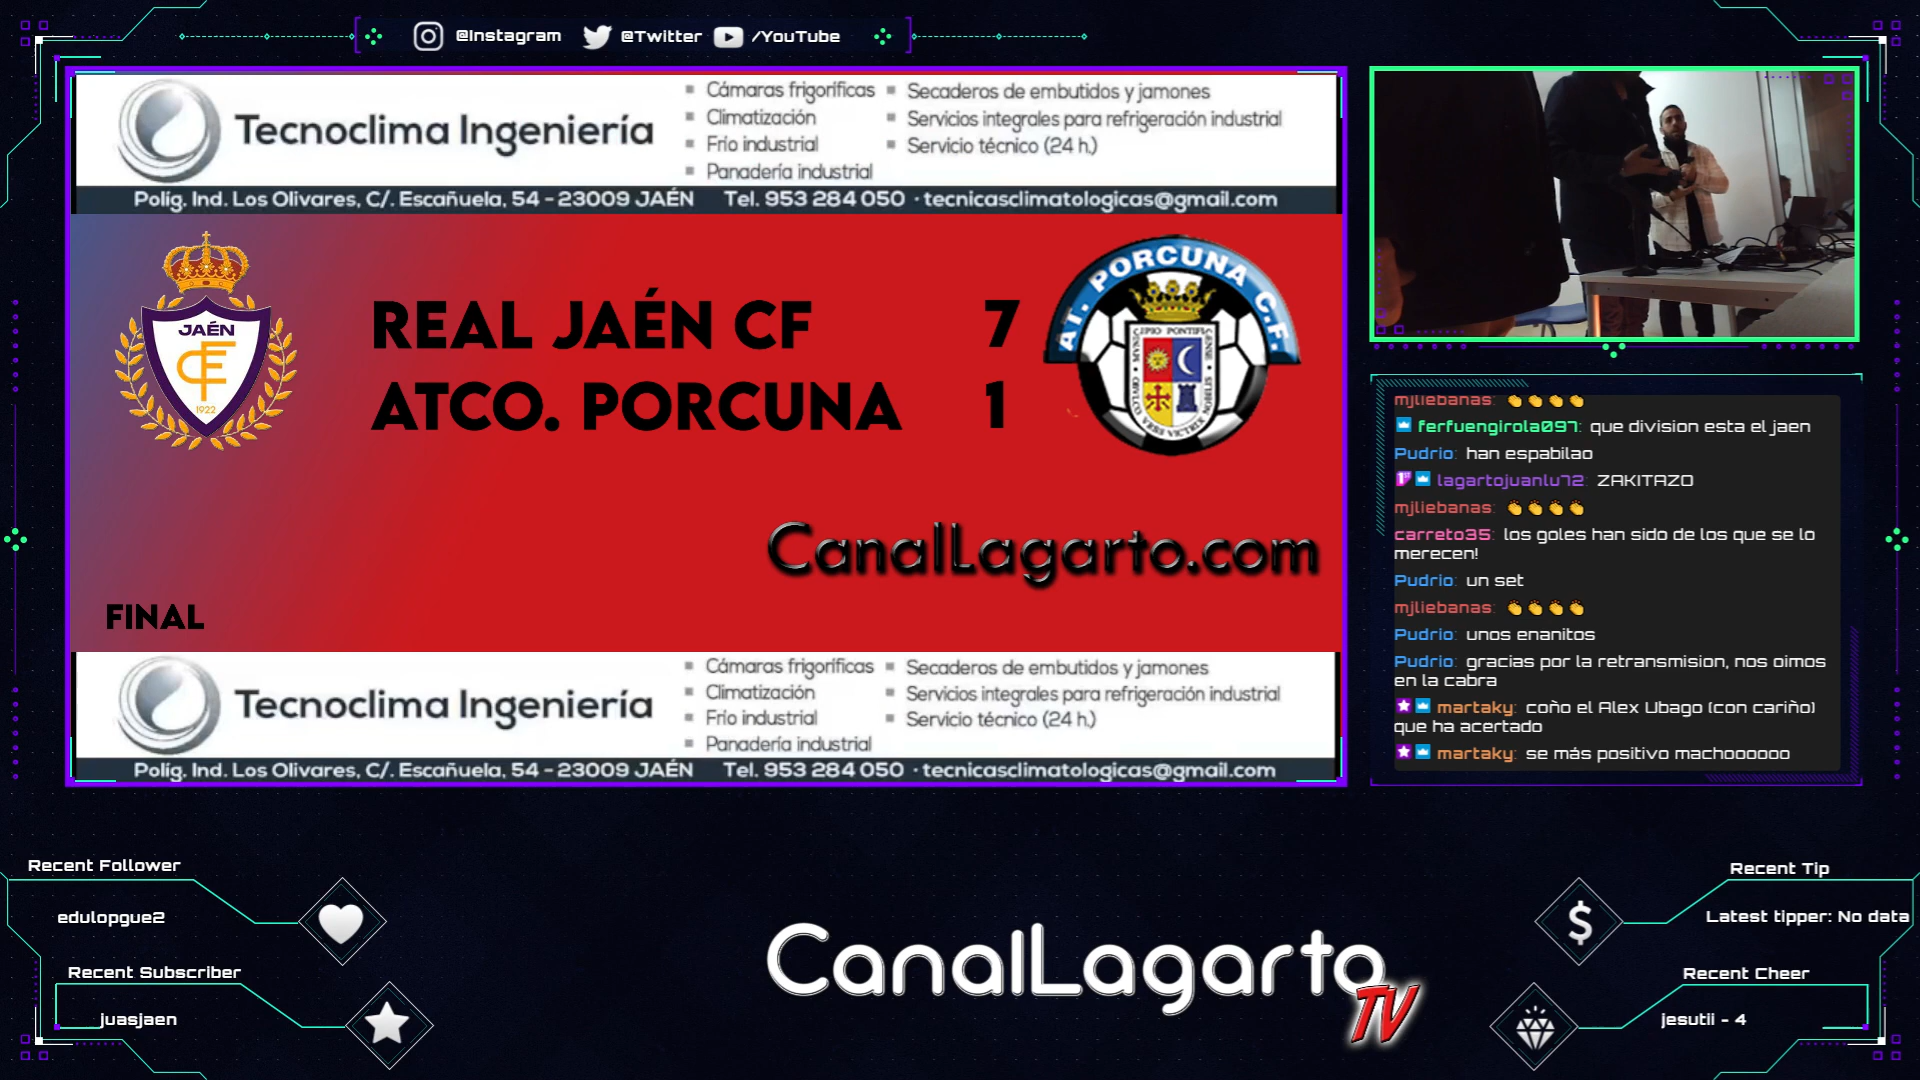 @Instagram @Twitter /YouTube
Tecnoclima Ingeniería
Cámaras frigoríficas
Climatización
Frío industrial
Panadería industrial
Secaderos de embutidos y jamones
Servicios integrales para refrigeración industrial
Servicio técnico (24 h.)
Políg. Ind. Los Olivares, C/. Escañuela, 54 - 23009 JAÉN Tel. 953 284 050 · tecnicasclimatologicas@gmail.com
JAÉN
CF
1922
REAL JAÉN CF 7
ATCO. PORCUNA 1
AT. PORCUNA C.F.
CanalLagarto.com
FINAL
Tecnoclima Ingeniería
Cámaras frigoríficas
Climatización
Frío industrial
Panadería industrial
Secaderos de embutidos y jamones
Servicios integrales para refrigeración industrial
Servicio técnico (24 h.)
Políg. Ind. Los Olivares, C/. Escañuela, 54 - 23009 JAÉN Tel. 953 284 050 · tecnicasclimatologicas@gmail.com
mjliebanas: 👏 👏 👏 👏
ferfuengirola097: que division esta el jaen
Pudrio: han espabilao
lagartojuanlu72: ZAKITAZO
mjliebanas: 👏 👏 👏 👏
carreto35: los goles han sido de los que se lo
merecen!
Pudrio: un set
mjliebanas: 👏 👏 👏 👏
Pudrio: unos enanitos
Pudrio: gracias por la retransmision, nos oimos
en la cabra
martaky: coño el Alex Ubago (con cariño)
que ha acertado
martaky: se más positivo machoooooo
Recent Follower
edulopgue2
Recent Subscriber
juasjaen
CanalLagarto
TV
Recent Tip
Latest tipper: No data
$
Recent Cheer
jesutii - 4